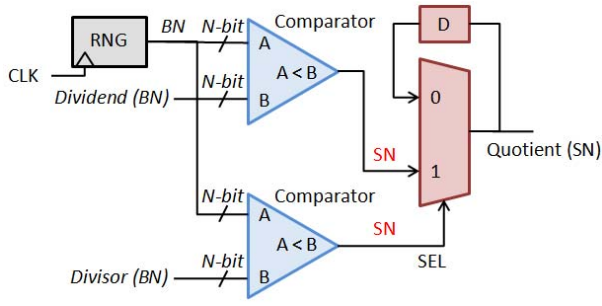 RNG
BN
N-bit
Comparator
D
CLK
A
A < B
0
Dividend (BN)
N-bit
B
SN
1
Quotient (SN)
N-bit
Comparator
A
SN
A < B
SEL
Divisor (BN)
N-bit
B